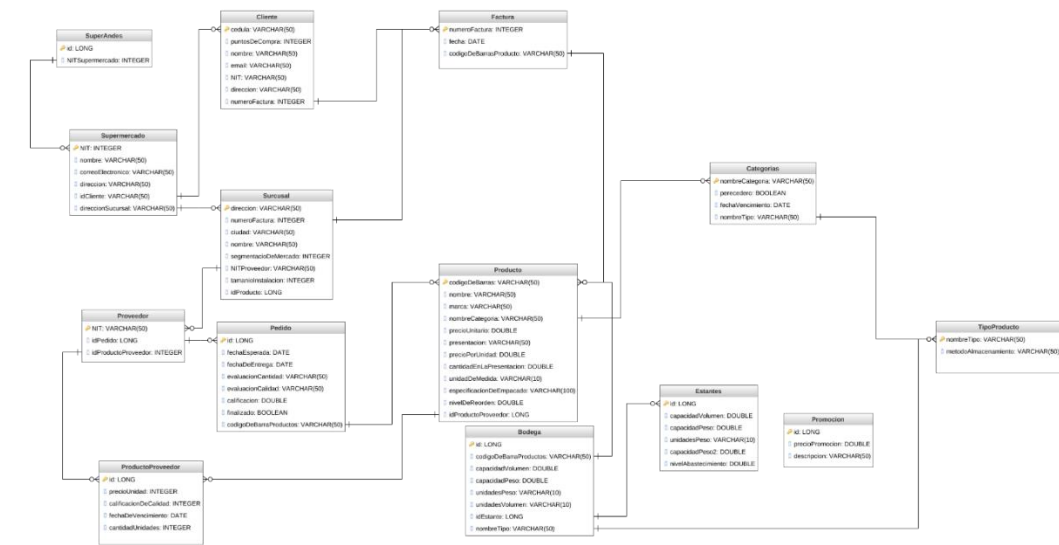 SuperAndes
id: LONG
NITSupermercado: INTEGER
Cliente
cedula: VARCHAR(50)
puntosDeCompra: INTEGER
nombre: VARCHAR(50)
email: VARCHAR(50)
NIT: VARCHAR(50)
direccion: VARCHAR(50)
numeroFactura: INTEGER
Factura
numeroFactura: INTEGER
fecha: DATE
codigoDeBarrasProducto: VARCHAR(50)
Supermercado
NIT: INTEGER
nombre: VARCHAR(50)
correoElectronico: VARCHAR(50)
direccion: VARCHAR(50)
idCliente: VARCHAR(50)
direccionSucursal: VARCHAR(50)
Surcusal
direccion: VARCHAR(50)
numeroFactura: INTEGER
ciudad: VARCHAR(50)
nombre: VARCHAR(50)
segmentacioDeMercado: INTEGER
NITProveedor: VARCHAR(50)
tamanioInstalacion: INTEGER
idProducto: LONG
Categorias
nombreCategoria: VARCHAR(50)
perecedero: BOOLEAN
fechaVencimiento: DATE
nombreTipo: VARCHAR(50)
Producto
codigoDeBarras: VARCHAR(50)
nombre: VARCHAR(50)
marca: VARCHAR(50)
nombreCategoria: VARCHAR(50)
precioUnitario: DOUBLE
presentacion: VARCHAR(50)
precioPorUnidad: DOUBLE
cantidadEnLaPresentacion: DOUBLE
unidadDeMedida: VARCHAR(10)
especificacionDeEmpacado: VARCHAR(100)
nivelDeReorden: DOUBLE
idProductoProveedor: LONG
Proveedor
NIT: VARCHAR(50)
idPedido: LONG
idProductoProveedor: INTEGER
Pedido
id: LONG
fechaEsperada: DATE
fechaDeEntrega: DATE
evaluacionCantidad: VARCHAR(50)
evaluacionCalidad: VARCHAR(50)
calificacion: DOUBLE
finalizado: BOOLEAN
codigoDeBarraProductos: VARCHAR(50)
TipoProducto
nombreTipo: VARCHAR(50)
metodoAlmacenamiento: VARCHAR(50)
Estantes
id: LONG
capacidadVolumen: DOUBLE
capacidadPeso: DOUBLE
unidadesPeso: VARCHAR(10)
capacidadPeso2: DOUBLE
nivelAbastecimiento: DOUBLE
Promocion
id: LONG
precioPromocion: DOUBLE
descripcion: VARCHAR(50)
Bodega
id: LONG
codigoDeBarraProductos: VARCHAR(50)
capacidadVolumen: DOUBLE
capacidadPeso: DOUBLE
unidadesPeso: VARCHAR(10)
unidadesVolumen: VARCHAR(10)
idEstante: LONG
nombreTipo: VARCHAR(50)
ProductoProveedor
id: LONG
precioUnidad: INTEGER
calificacionDeCalidad: INTEGER
fechaDeVencimiento: DATE
cantidadUnidades: INTEGER